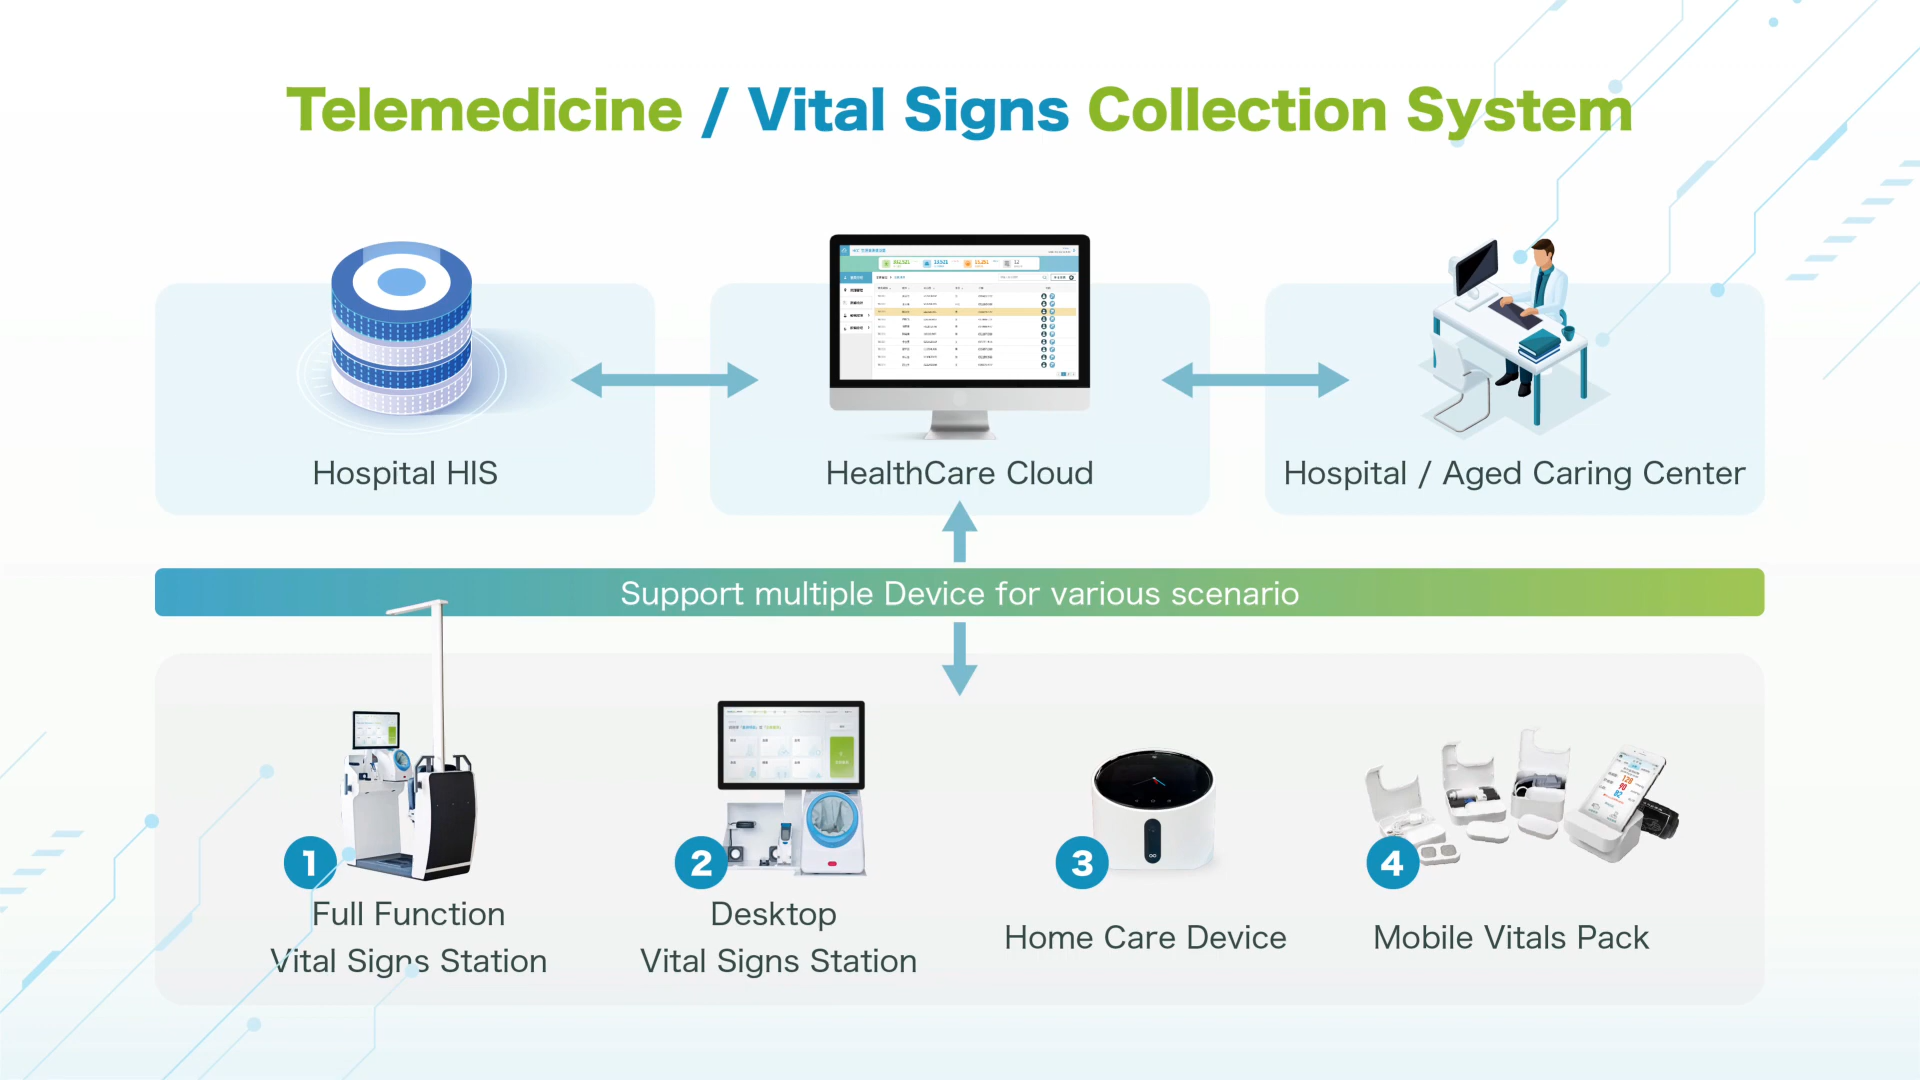 Telemedicine / Vital Signs Collection System
Hospital HIS
HealthCare Cloud
Hospital / Aged Caring Center
Support multiple Device for various scenario
1
Full Function
Vital Signs Station
2
Desktop
Vital Signs Station
3
Home Care Device
4
Mobile Vitals Pack